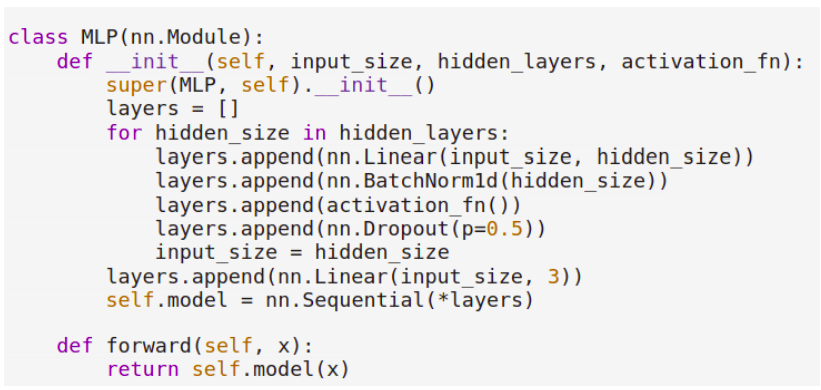 class MLP(nn.Module):
    def __init__(self, input_size, hidden_layers, activation_fn):
        super(MLP, self).__init__()
        layers = []
        for hidden_size in hidden_layers:
            layers.append(nn.Linear(input_size, hidden_size))
            layers.append(nn.BatchNorm1d(hidden_size))
            layers.append(activation_fn())
            layers.append(nn.Dropout(p=0.5))
            input_size = hidden_size
        layers.append(nn.Linear(input_size, 3))
        self.model = nn.Sequential(*layers)

    def forward(self, x):
        return self.model(x)